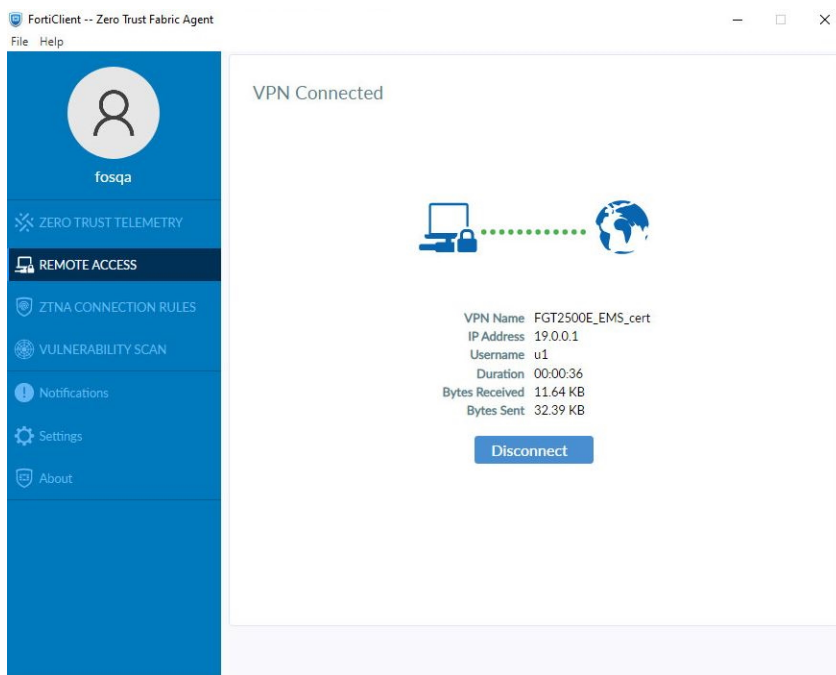 FortiClient -- Zero Trust Fabric Agent
File Help
fosqa
ZERO TRUST TELEMETRY
REMOTE ACCESS
ZTNA CONNECTION RULES
VULNERABILITY SCAN
Notifications
Settings
About
VPN Connected
VPN Name FGT2500E_EMS_cert
IP Address 19.0.0.1
Username u1
Duration 00:00:36
Bytes Received 11.64 KB
Bytes Sent 32.39 KB
Disconnect